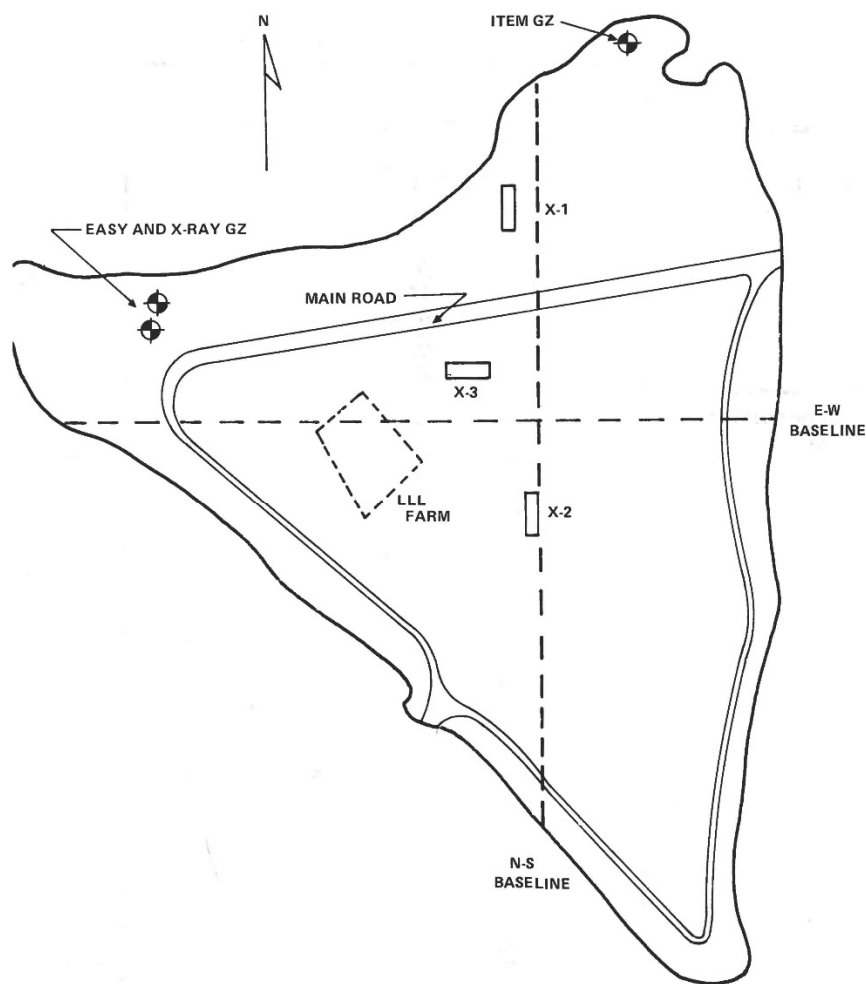 N
ITEM GZ
X-1
EASY AND X-RAY GZ
MAIN ROAD
X-3
E-W
BASELINE
LLL
FARM
X-2
N-S
BASELINE